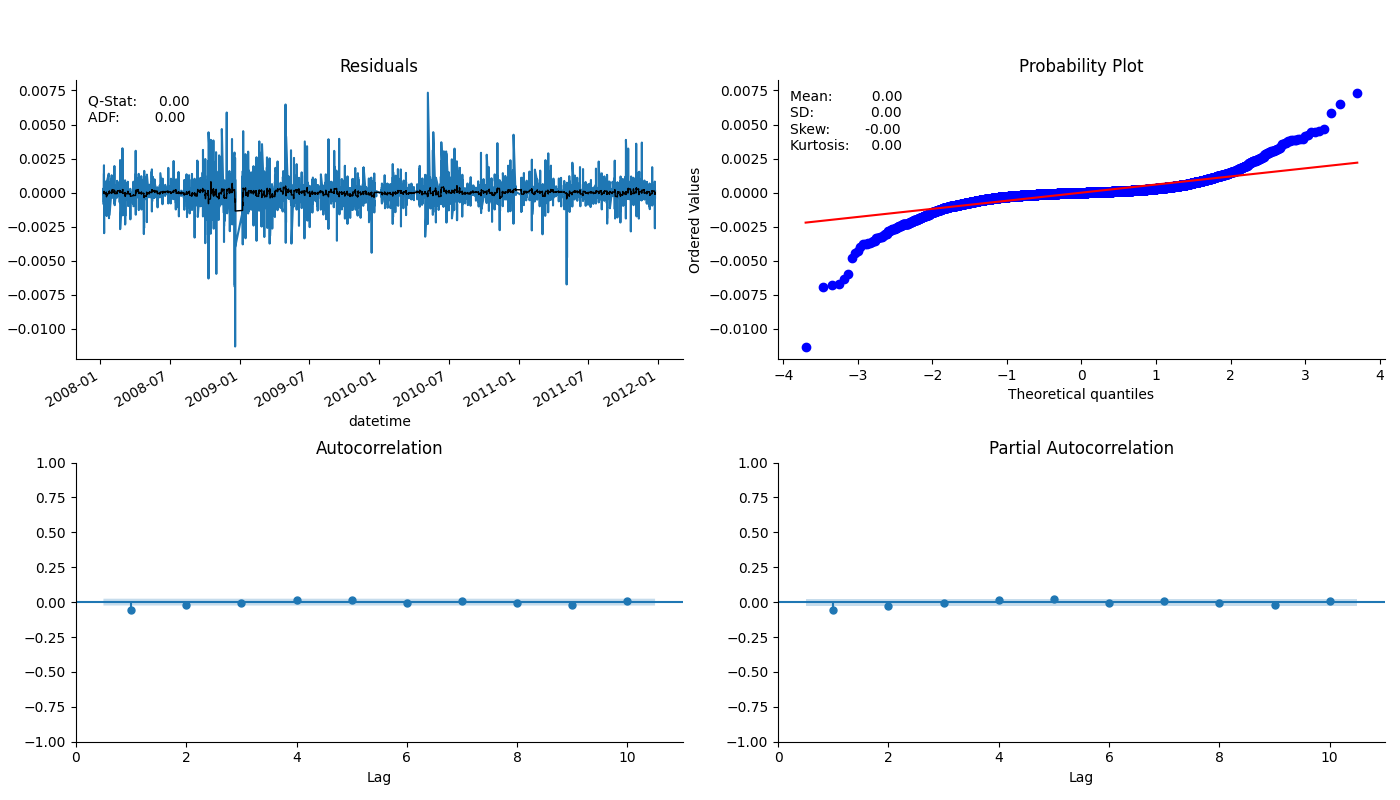 Residuals
0.0075
0.0050
0.0025
0.0000
−0.0025
−0.0050
−0.0075
−0.0100
Q-Stat: 0.00
ADF: 0.00
2008-01
2008-07
2009-01
2009-07
2010-01
2010-07
2011-01
2011-07
2012-01
datetime
Probability Plot
Ordered Values
0.0075
0.0050
0.0025
0.0000
−0.0025
−0.0050
−0.0075
−0.0100
Mean: 0.00
SD: 0.00
Skew: -0.00
Kurtosis: 0.00
−4 −3 −2 −1 0 1 2 3 4
Theoretical quantiles
Autocorrelation
1.00
0.75
0.50
0.25
0.00
−0.25
−0.50
−0.75
−1.00
0 2 4 6 8 10
Lag
Partial Autocorrelation
1.00
0.75
0.50
0.25
0.00
−0.25
−0.50
−0.75
−1.00
0 2 4 6 8 10
Lag